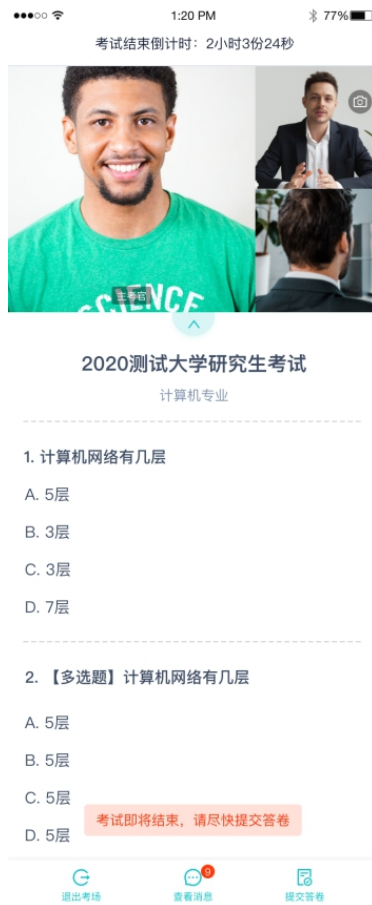 1:20 PM
77%
考试结束倒计时：2小时3份24秒
SCIENCE
主考官
2020测试大学研究生考试
计算机专业
1. 计算机网络有几层
A. 5层
B. 3层
C. 3层
D. 7层
2. 【多选题】计算机网络有几层
A. 5层
B. 5层
C. 5层
考试即将结束，请尽快提交答卷
D. 5层
9
退出考场
查看消息
提交答卷